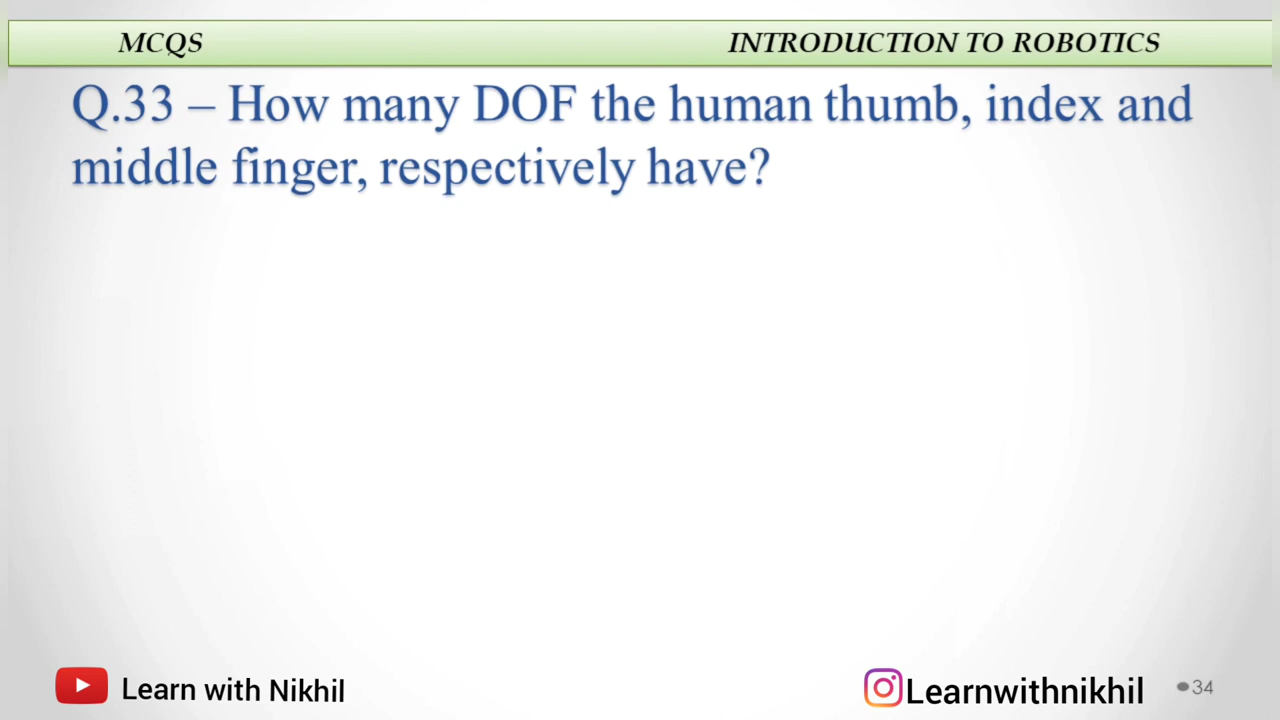 MCQS INTRODUCTION TO ROBOTICS
Q.33 – How many DOF the human thumb, index and
middle finger, respectively have?
Learn with Nikhil Learnwithnikhil 34